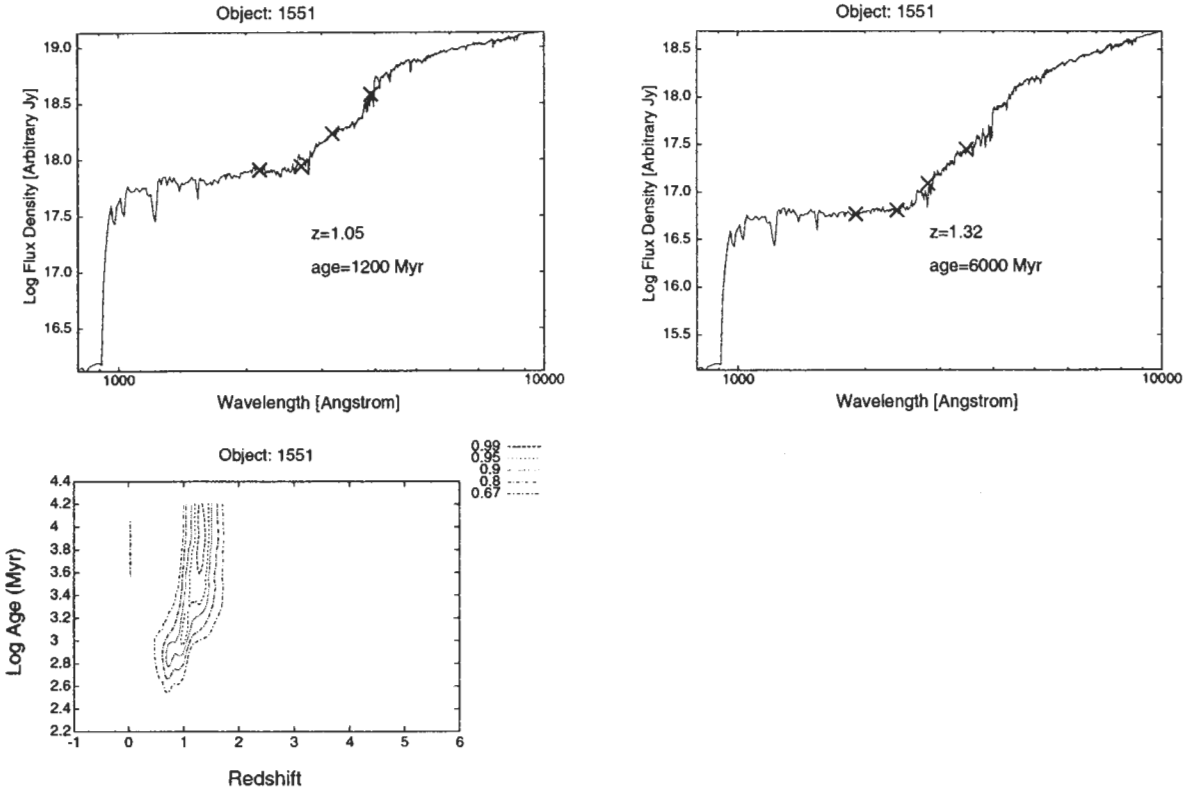 Object: 1551
Log Flux Density [Arbitrary Jy]
19.0
18.5
18.0
17.5
17.0
16.5
z=1.05
age=1200 Myr
1000
10000
Wavelength [Angstrom]
Object: 1551
Log Flux Density [Arbitrary Jy]
18.5
18.0
17.5
17.0
16.5
16.0
15.5
z=1.32
age=6000 Myr
1000
10000
Wavelength [Angstrom]
Object: 1551
0.99
0.95
0.9
0.8
0.67
Log Age (Myr)
4.4
4.2
4
3.8
3.6
3.4
3.2
3
2.8
2.6
2.4
2.2
-1 0 1 2 3 4 5 6
Redshift